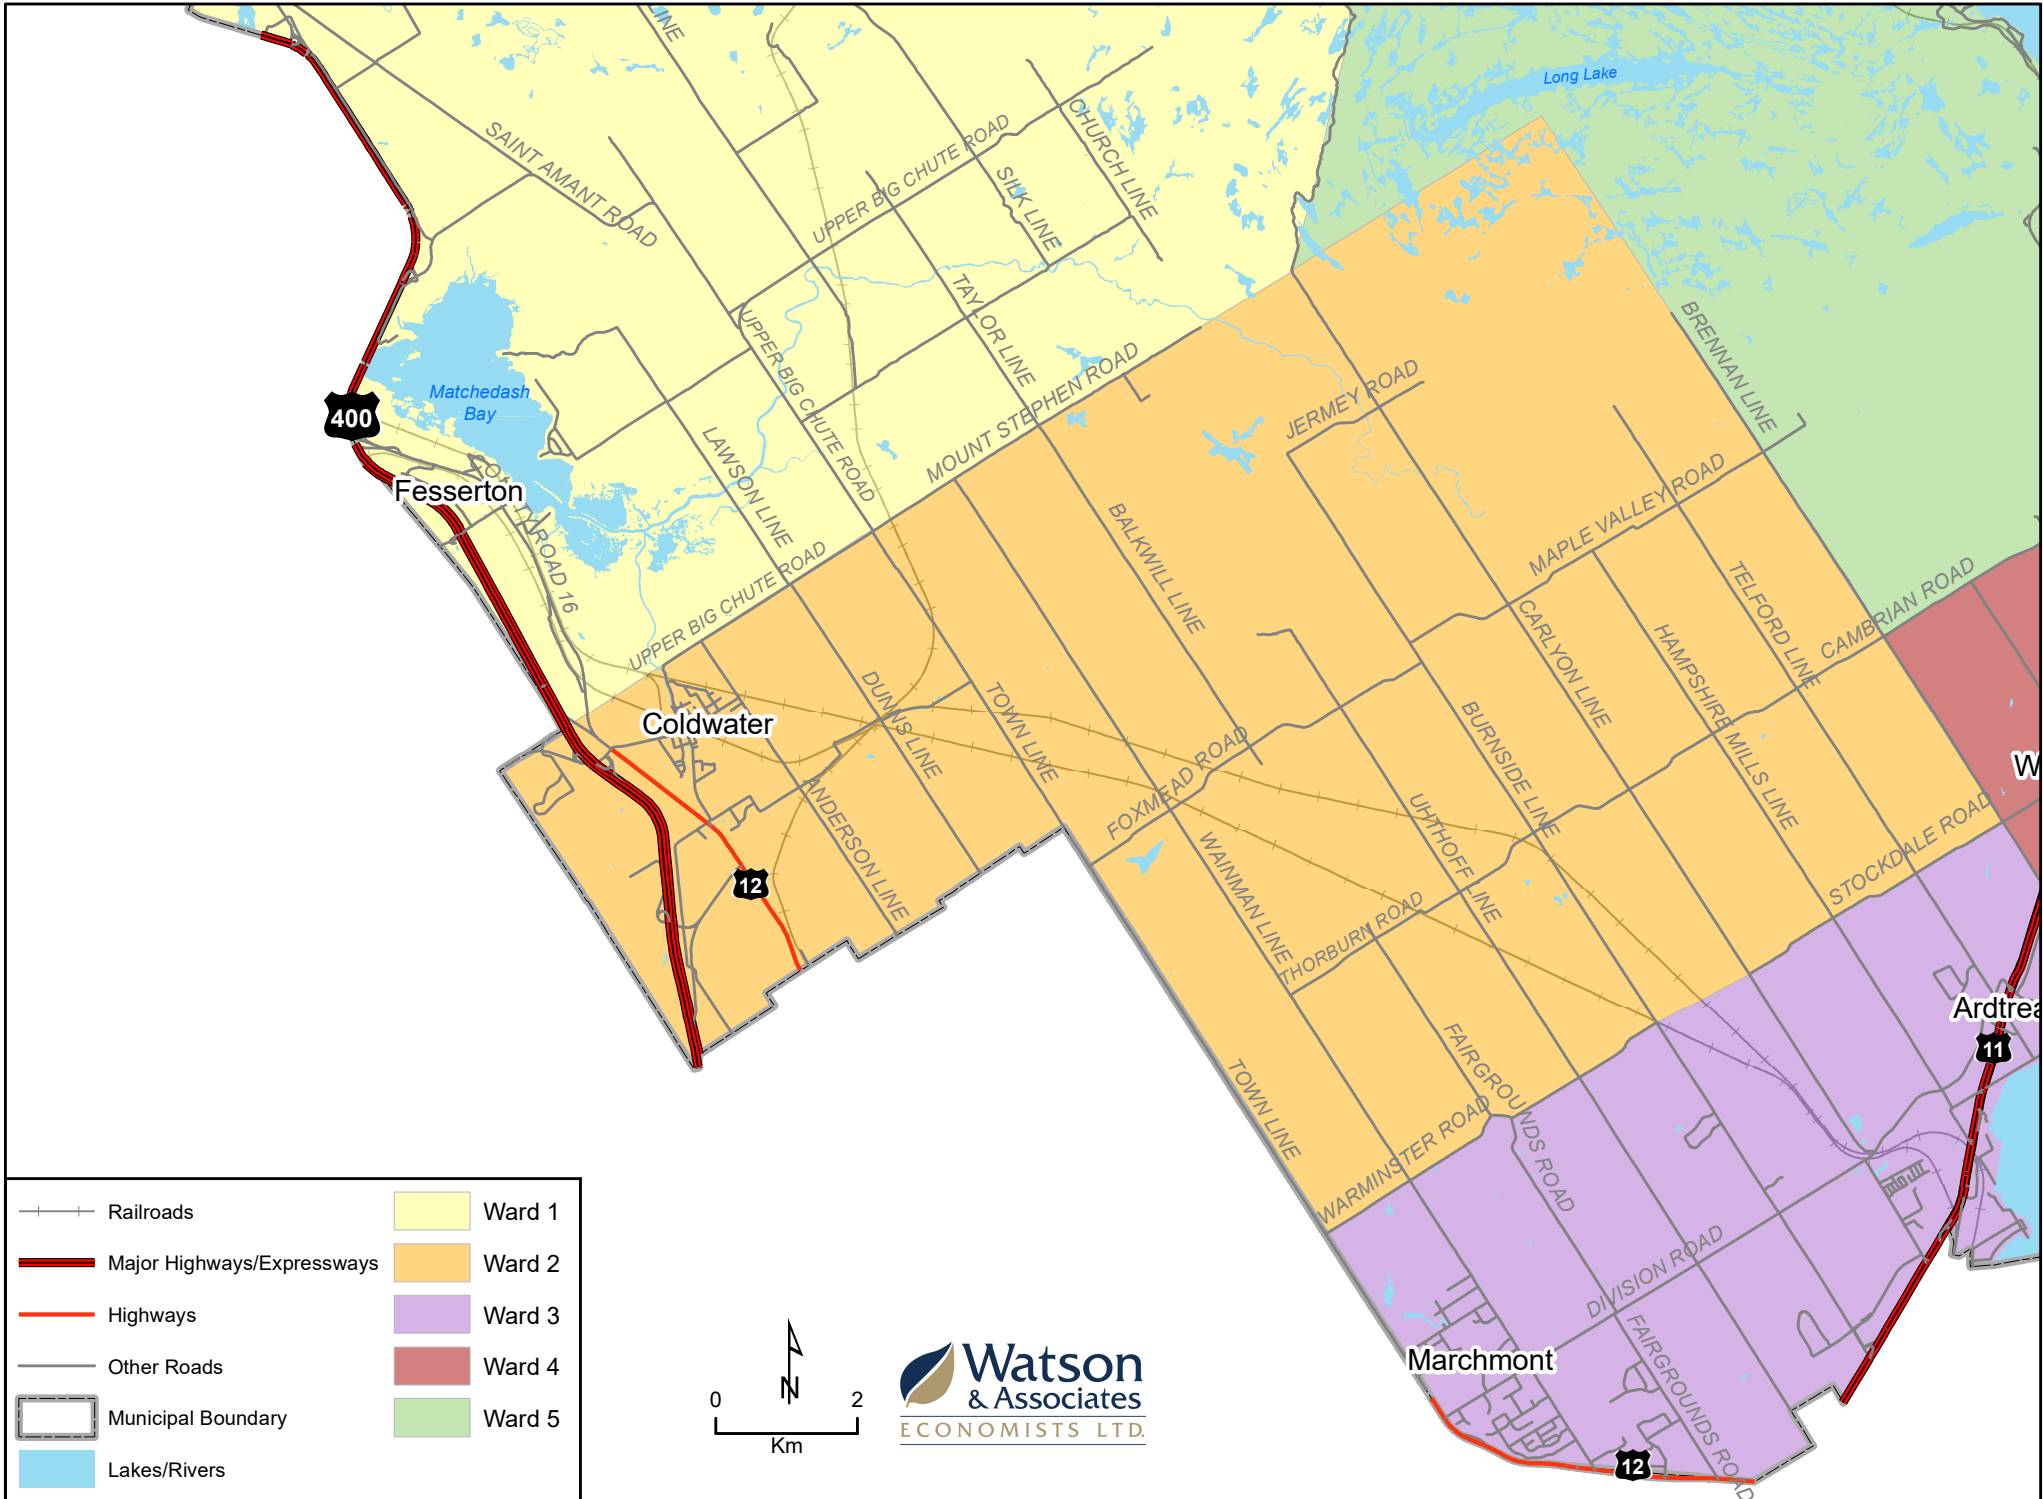 LINE
Long Lake
SAINT AMANT ROAD
UPPER BIG CHUTE ROAD
CHURCH LINE
SILK LINE
TAYLOR LINE
UPPER BIG CHUTE ROAD
MOUNT STEPHEN ROAD
JERMEY ROAD
BRENNAN LINE
Matchedash
Bay
400
Fesserton
COUNTY ROAD 16
LAWSON LINE
UPPER BIG CHUTE ROAD
BALKWILL LINE
MAPLE VALLEY ROAD
TELFORD LINE
CAMBRIAN ROAD
CARLYON LINE
HAMPSHIRE MILLS LINE
Coldwater
DUNNS LINE
TOWN LINE
BURNSIDE LINE
FOXMEAD ROAD
W
ANDERSON LINE
12
WAINMAN LINE
UHTHOFF LINE
STOCKDALE ROAD
THORBURN ROAD
Ardtrea
11
TOWN LINE
FAIRGROUNDS ROAD
WARMINSTER ROAD
DIVISION ROAD
FAIRGROUNDS ROAD
Marchmont
12
Railroads
Major Highways/Expressways
Highways
Other Roads
Municipal Boundary
Lakes/Rivers
Ward 1
Ward 2
Ward 3
Ward 4
Ward 5
N
0 2
Km
Watson
& Associates
ECONOMISTS LTD.